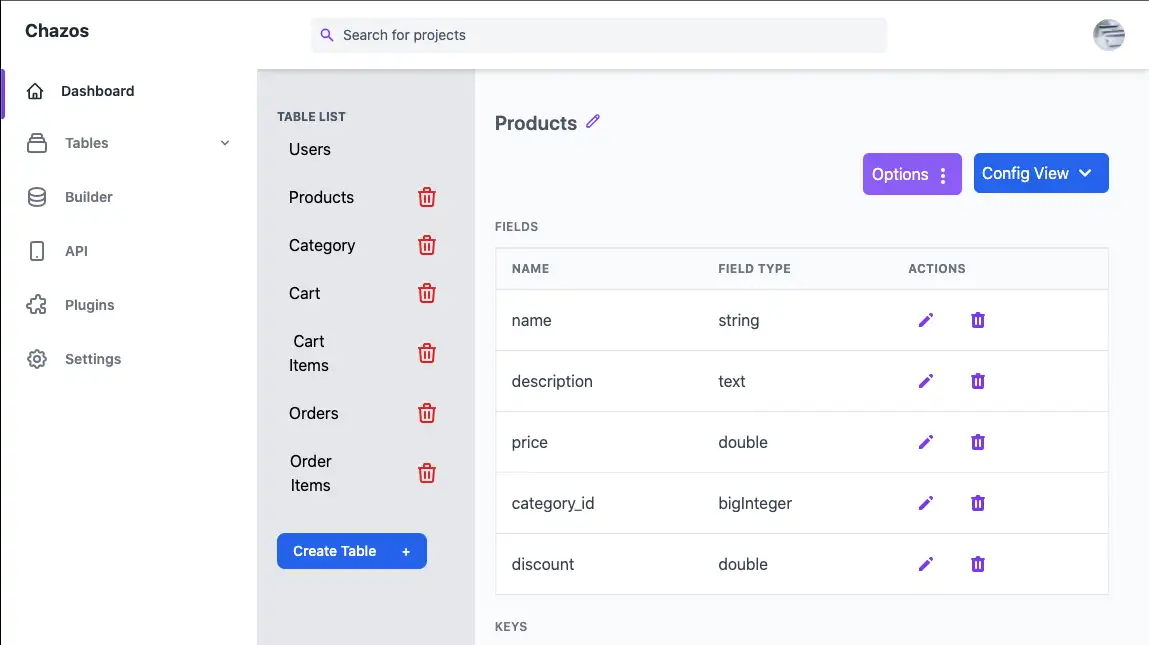 Chazos
Search for projects
Dashboard
Tables
Builder
API
Plugins
Settings
TABLE LIST
Users
Products
Category
Cart
Cart
Items
Orders
Order
Items
Create Table +
Products
Options
Config View
FIELDS
NAME FIELD TYPE ACTIONS
name string
description text
price double
category_id bigInteger
discount double
KEYS